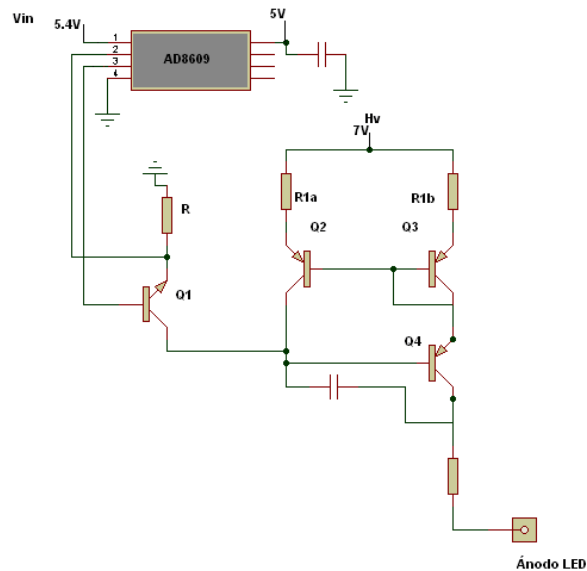 Vin
5.4V
5V
1
2
3
4
AD8609
Hv
7V
R
R1a
R1b
Q2
Q3
Q1
Q4
Ánodo LED